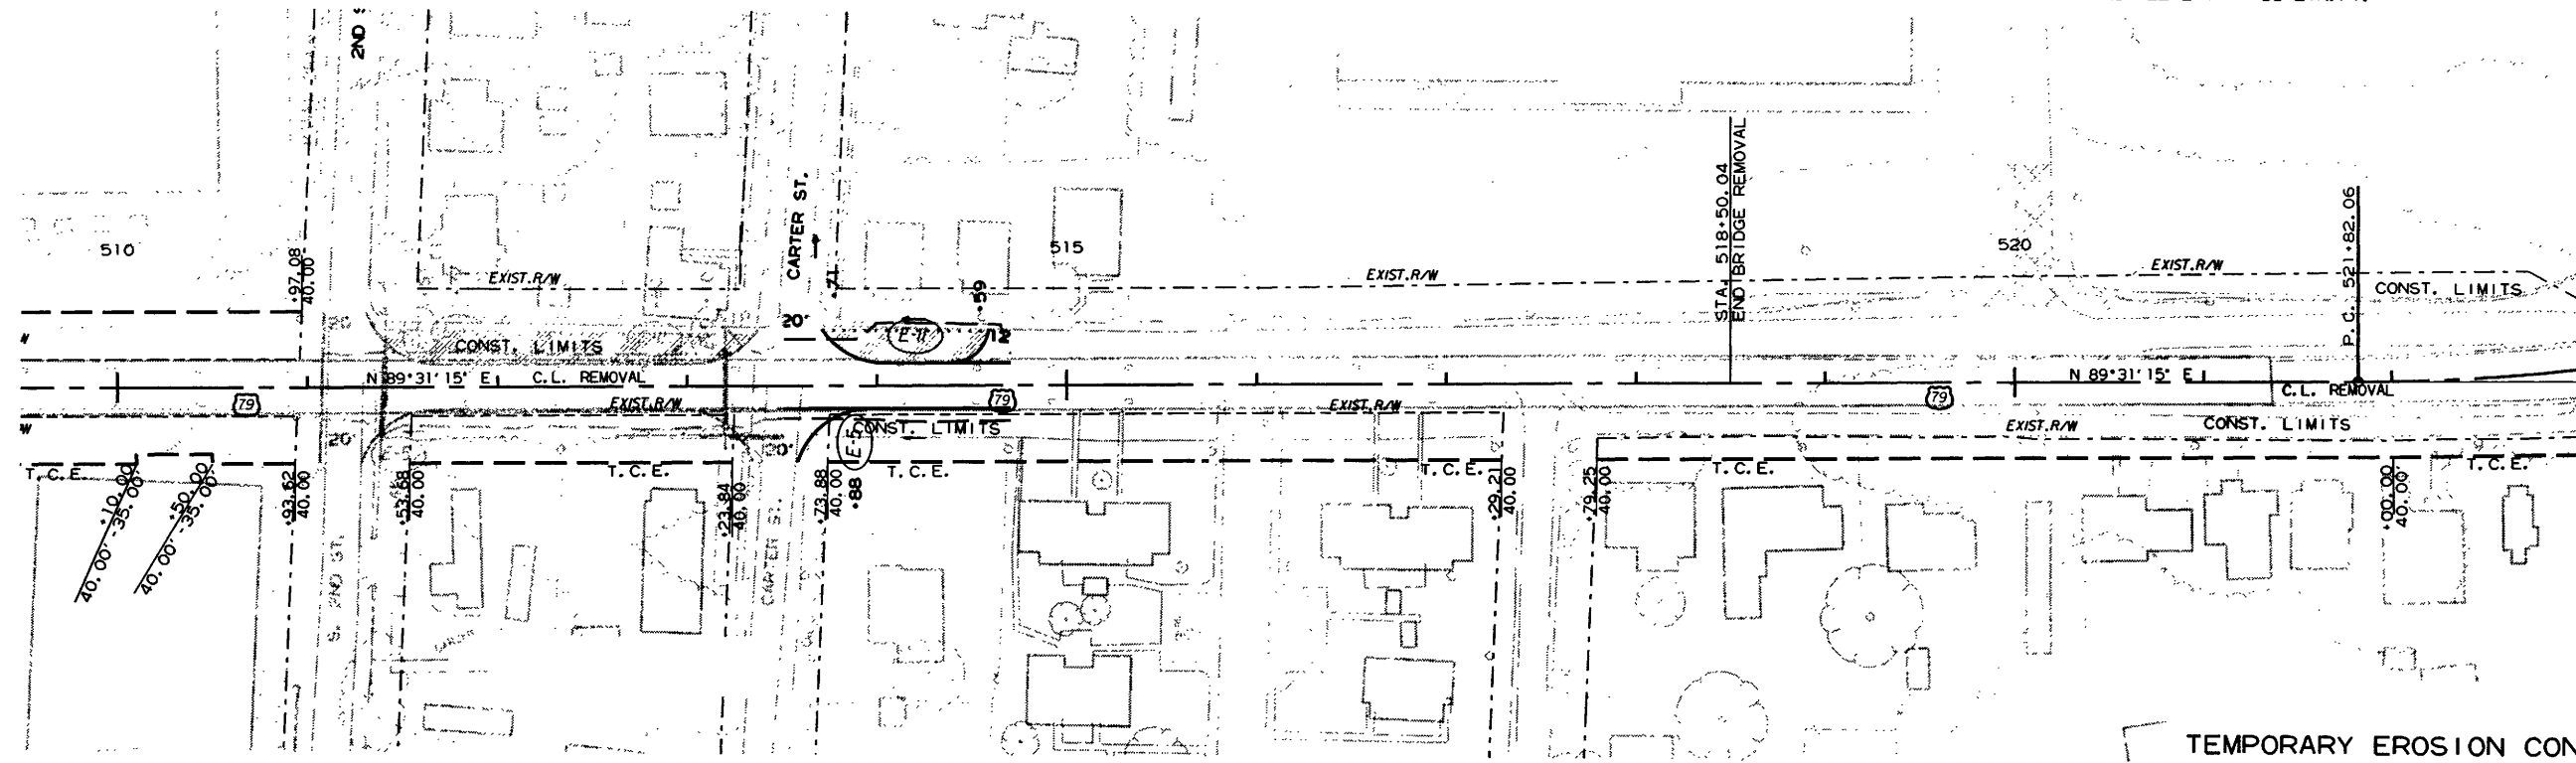 2ND
CARTER ST.
STA. 518+50.04
END BRIDGE REMOVAL
P.C. 521+82.06
510
515
520
+97.08
40.00'
+71
+59
EXIST.R/W
EXIST.R/W
EXIST.R/W
CONST. LIMITS
20'
20'
E-11
CONST. LIMITS
N 89°31'15" E
C.L. REMOVAL
N 89°31'15" E
C.L. REMOVAL
79
EXIST.R/W
79
EXIST.R/W
79
EXIST.R/W
CONST. LIMITS
20'
E-5
CONST. LIMITS
T.C.E.
T.C.E.
T.C.E.
T.C.E.
T.C.E.
T.C.E.
+10.00
40.00'-35.00'
+50.00
40.00'-35.00'
+93.62
40.00'
+53.68
40.00'
+23.84
40.00
+73.88
40.00'
+88
+29.21
40.00
+79.25
40.00'
+00.00
40.00'
S. 2ND ST.
CARTER ST.
TEMPORARY EROSION CON